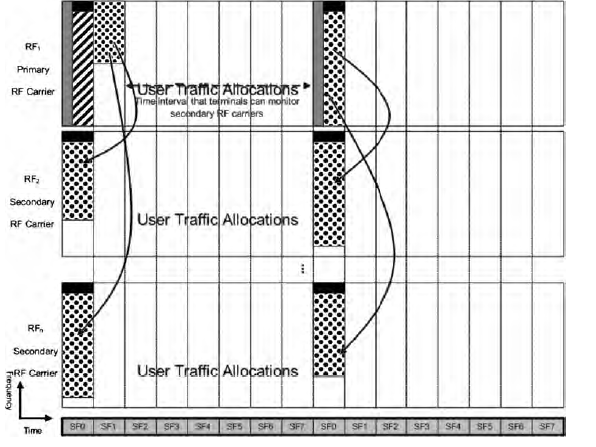 RF1
Primary
RF Carrier
User Traffic Allocations
Time interval that terminals can monitor
secondary RF carriers
RF2
Secondary
RF Carrier
User Traffic Allocations
...
RFn
Secondary
RF Carrier
User Traffic Allocations
Frequency
Time
SF0 SF1 SF2 SF3 SF4 SF5 SF6 SF7 SF0 SF1 SF2 SF3 SF4 SF5 SF6 SF7